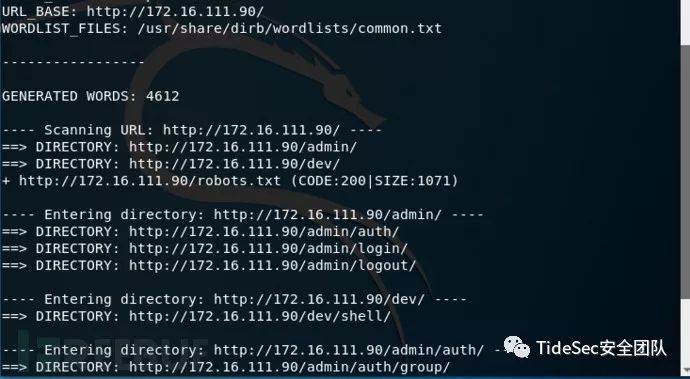 URL_BASE: http://172.16.111.90/
WORDLIST_FILES: /usr/share/dirb/wordlists/common.txt
-----------------
GENERATED WORDS: 4612
---- Scanning URL: http://172.16.111.90/ ----
==> DIRECTORY: http://172.16.111.90/admin/
==> DIRECTORY: http://172.16.111.90/dev/
+ http://172.16.111.90/robots.txt (CODE:200|SIZE:1071)
---- Entering directory: http://172.16.111.90/admin/ ----
==> DIRECTORY: http://172.16.111.90/admin/auth/
==> DIRECTORY: http://172.16.111.90/admin/login/
==> DIRECTORY: http://172.16.111.90/admin/logout/
---- Entering directory: http://172.16.111.90/dev/ ----
==> DIRECTORY: http://172.16.111.90/dev/shell/
TideSec安全团队
---- Entering directory: http://172.16.111.90/admin/auth/ --
==> DIRECTORY: http://172.16.111.90/admin/auth/group/